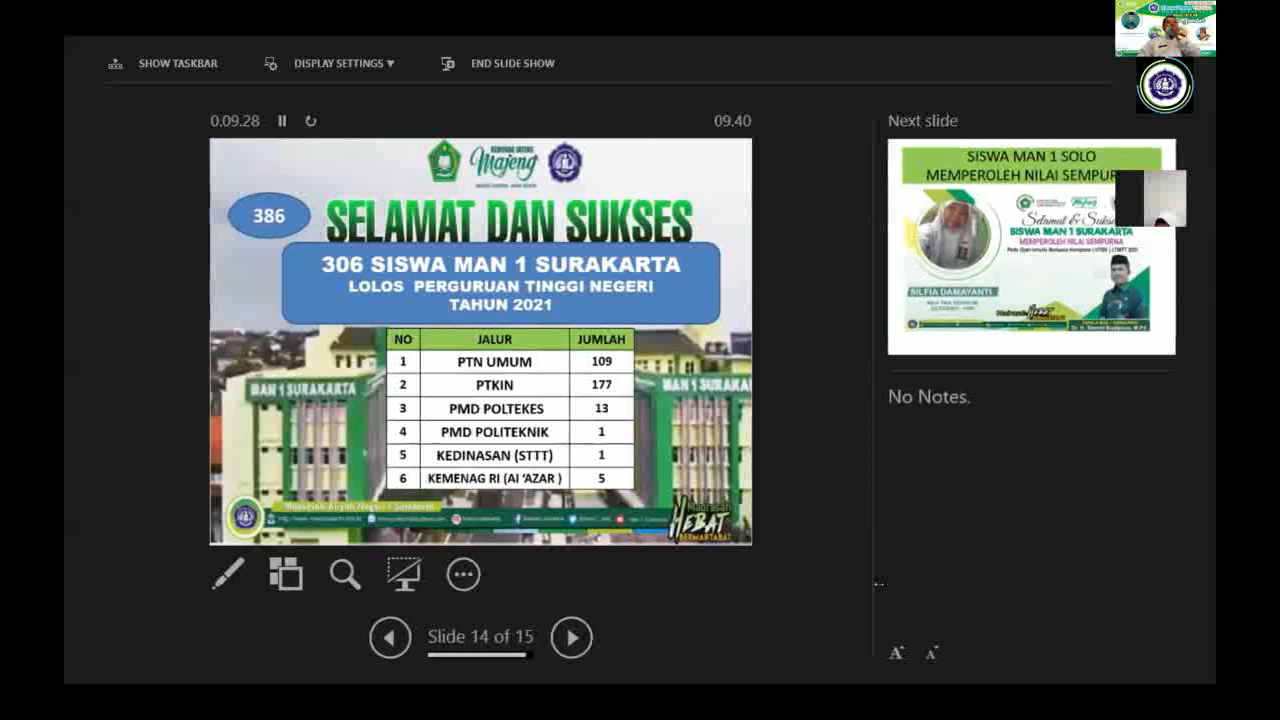 SHOW TASKBAR
DISPLAY SETTINGS ▼
END SLIDE SHOW
0.09.28
09.40
Majeng
386
SELAMAT DAN SUKSES
306 SISWA MAN 1 SURAKARTA
LOLOS PERGURUAN TINGGI NEGERI
TAHUN 2021
NO JALUR JUMLAH
1 PTN UMUM 109
2 PTKIN 177
3 PMD POLTEKES 13
4 PMD POLITEKNIK 1
5 KEDINASAN (STTT) 1
6 KEMENAG RI (Al 'AZAR ) 5
MAN 1 SURAKARTA
MAN 1 SURAKA
Madrasah
HEBAT
BERMARTABAT
Slide 14 of 15
Next slide
SISWA MAN 1 SOLO
MEMPEROLEH NILAI SEMPUR
Selamat & Sukses
SISWA MAN 1 SURAKARTA
MEMPEROLEH NILAI SEMPURNA
SILFIA DAMAYANTI
No Notes.
A A